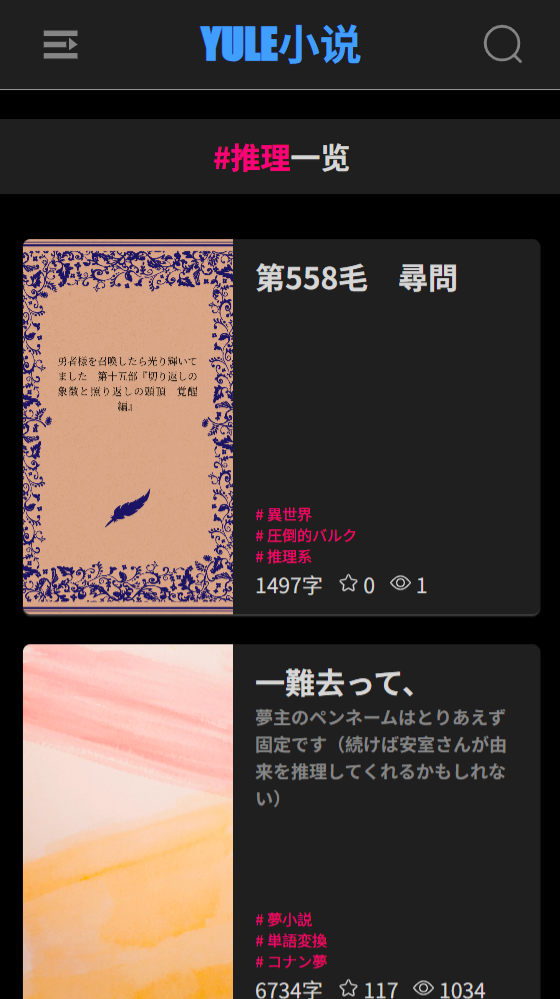 YULE小说
#推理一览
第558毛　尋問
勇者様を召喚したら光り輝いて
ました　第十五部『切り返しの
象数と照り返しの頭頂　覚醒
編』
# 異世界
# 圧倒的バルク
# 推理系
1497字 0 1
一難去って、
夢主のペンネームはとりあえず
固定です（続けば安室さんが由
来を推理してくれるかもしれな
い）
# 夢小説
# 単語変換
# コナン夢
6734字 117 1034